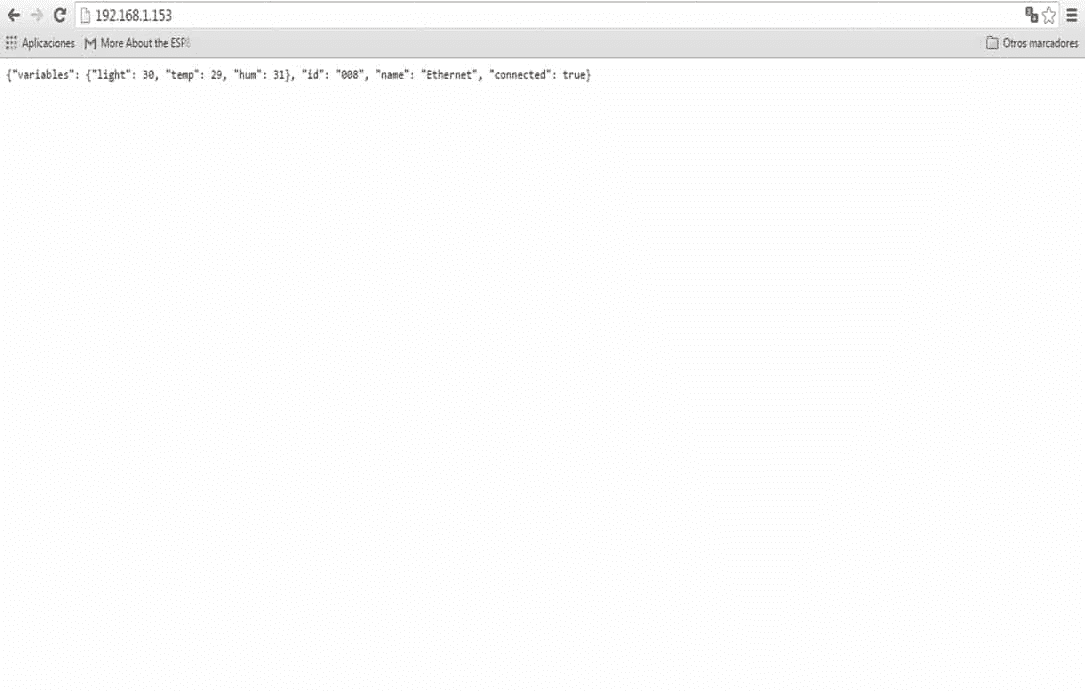 192.168.1.153
Aplicaciones More About the ESP8
Otros marcadores
{"variables": {"light": 30, "temp": 29, "hum": 31}, "id": "008", "name": "Ethernet", "connected": true}